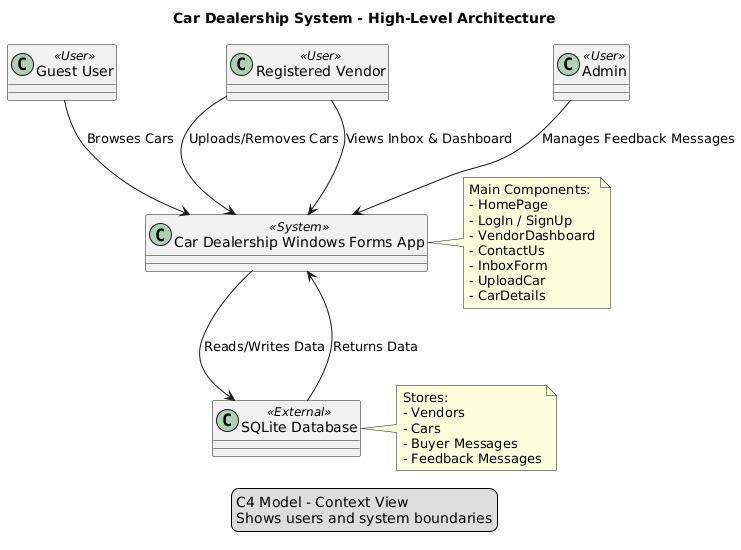 Car Dealership System - High-Level Architecture
C «User»
Guest User
C «User»
Registered Vendor
C «User»
Admin
Browses Cars
Uploads/Removes Cars
Views Inbox & Dashboard
Manages Feedback Messages
C «System»
Car Dealership Windows Forms App
Main Components:
- HomePage
- LogIn / SignUp
- VendorDashboard
- ContactUs
- InboxForm
- UploadCar
- CarDetails
Reads/Writes Data
Returns Data
C «External»
SQLite Database
Stores:
- Vendors
- Cars
- Buyer Messages
- Feedback Messages
C4 Model - Context View
Shows users and system boundaries